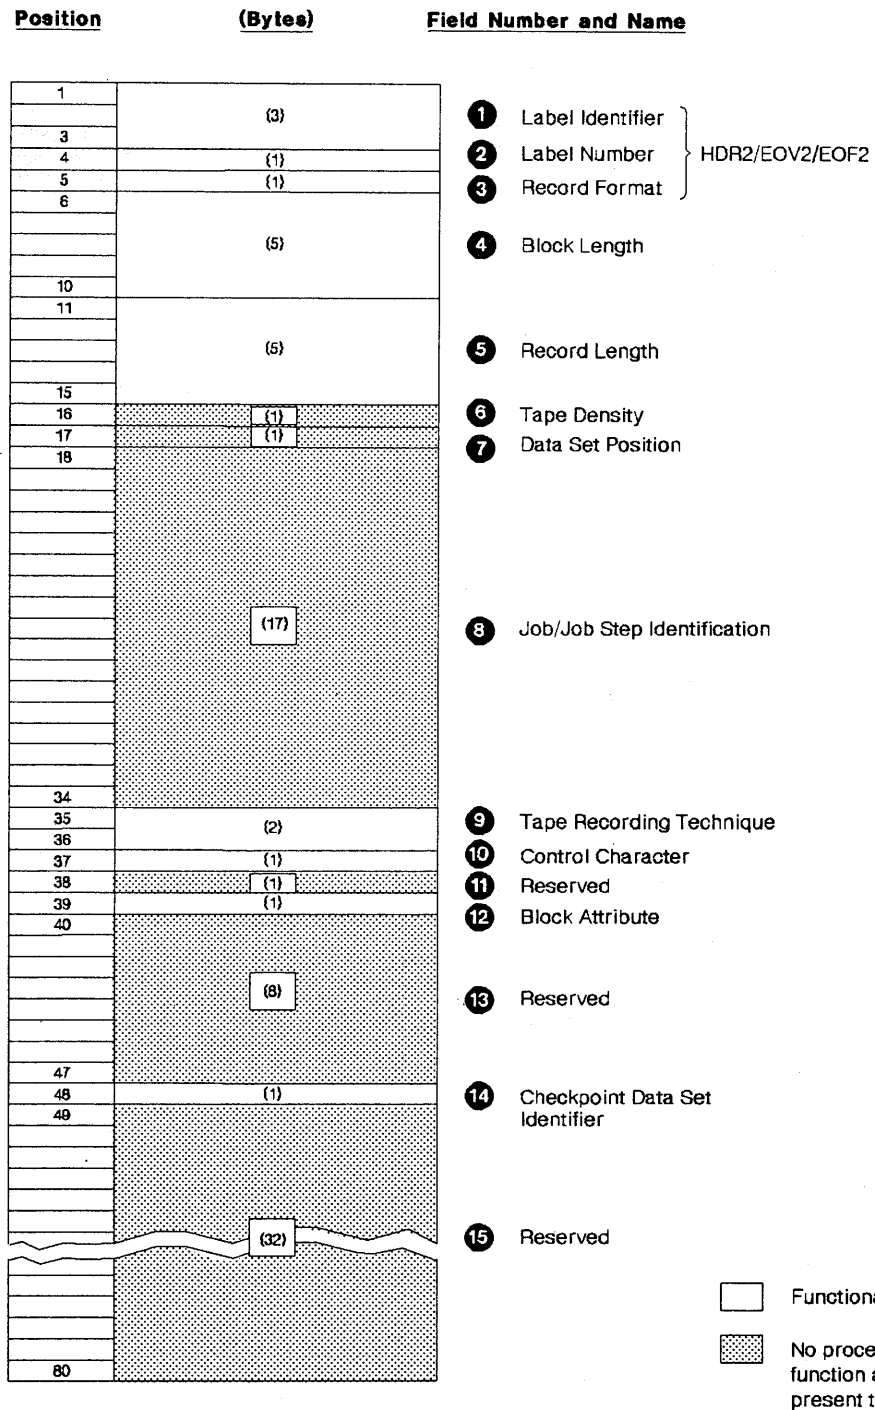 Position (Bytes) Field Number and Name
1
(3) 1 Label Identifier
3
4 (1) 2 Label Number HDR2/EOV2/EOF2
5 (1) 3 Record Format
6
(5) 4 Block Length
10
11
(5) 5 Record Length
15
16 (1) 6 Tape Density
17 (1) 7 Data Set Position
18
(17) 8 Job/Job Step Identification
34
35
(2) 9 Tape Recording Technique
36
37 (1) 10 Control Character
38 (1) 11 Reserved
39 (1) 12 Block Attribute
40
(8) 13 Reserved
47
48 (1) 14 Checkpoint Data Set
Identifier
49
(32) 15 Reserved
80
Functiona
No proce
function a
present t